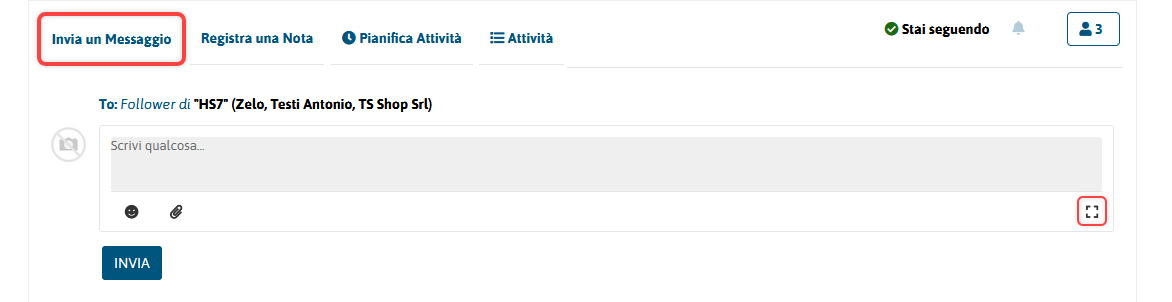 Invia un Messaggio Registra una Nota Pianifica Attività Attività Stai seguendo 3
To: Follower di "HS7" (Zelo, Testi Antonio, TS Shop Srl)
Scrivi qualcosa...
INVIA